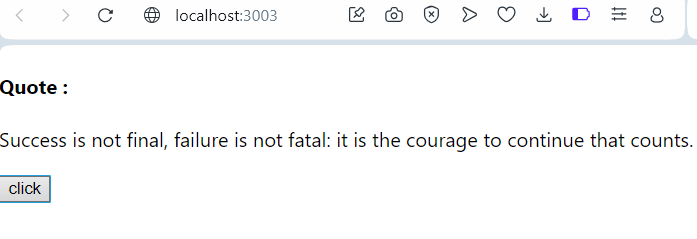 localhost:3003
Quote :
Success is not final, failure is not fatal: it is the courage to continue that counts.
click